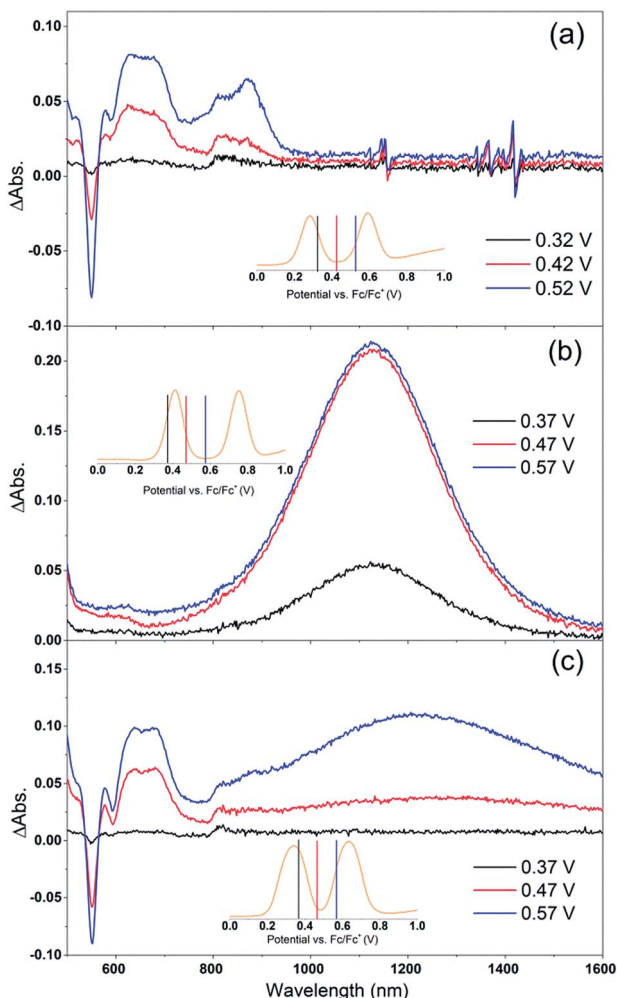 (a)
0.10
0.05
0.00
-0.05
-0.10
ΔAbs.
0.32 V
0.42 V
0.52 V
0.0 0.2 0.4 0.6 0.8 1.0
Potential vs. Fc/Fc⁺ (V)
(b)
0.20
0.15
0.10
0.05
0.00
ΔAbs.
0.37 V
0.47 V
0.57 V
0.0 0.2 0.4 0.6 0.8 1.0
Potential vs. Fc/Fc⁺ (V)
(c)
0.15
0.10
0.05
0.00
-0.05
-0.10
ΔAbs.
0.37 V
0.47 V
0.57 V
0.0 0.2 0.4 0.6 0.8 1.0
Potential vs. Fc/Fc⁺ (V)
600 800 1000 1200 1400 1600
Wavelength (nm)